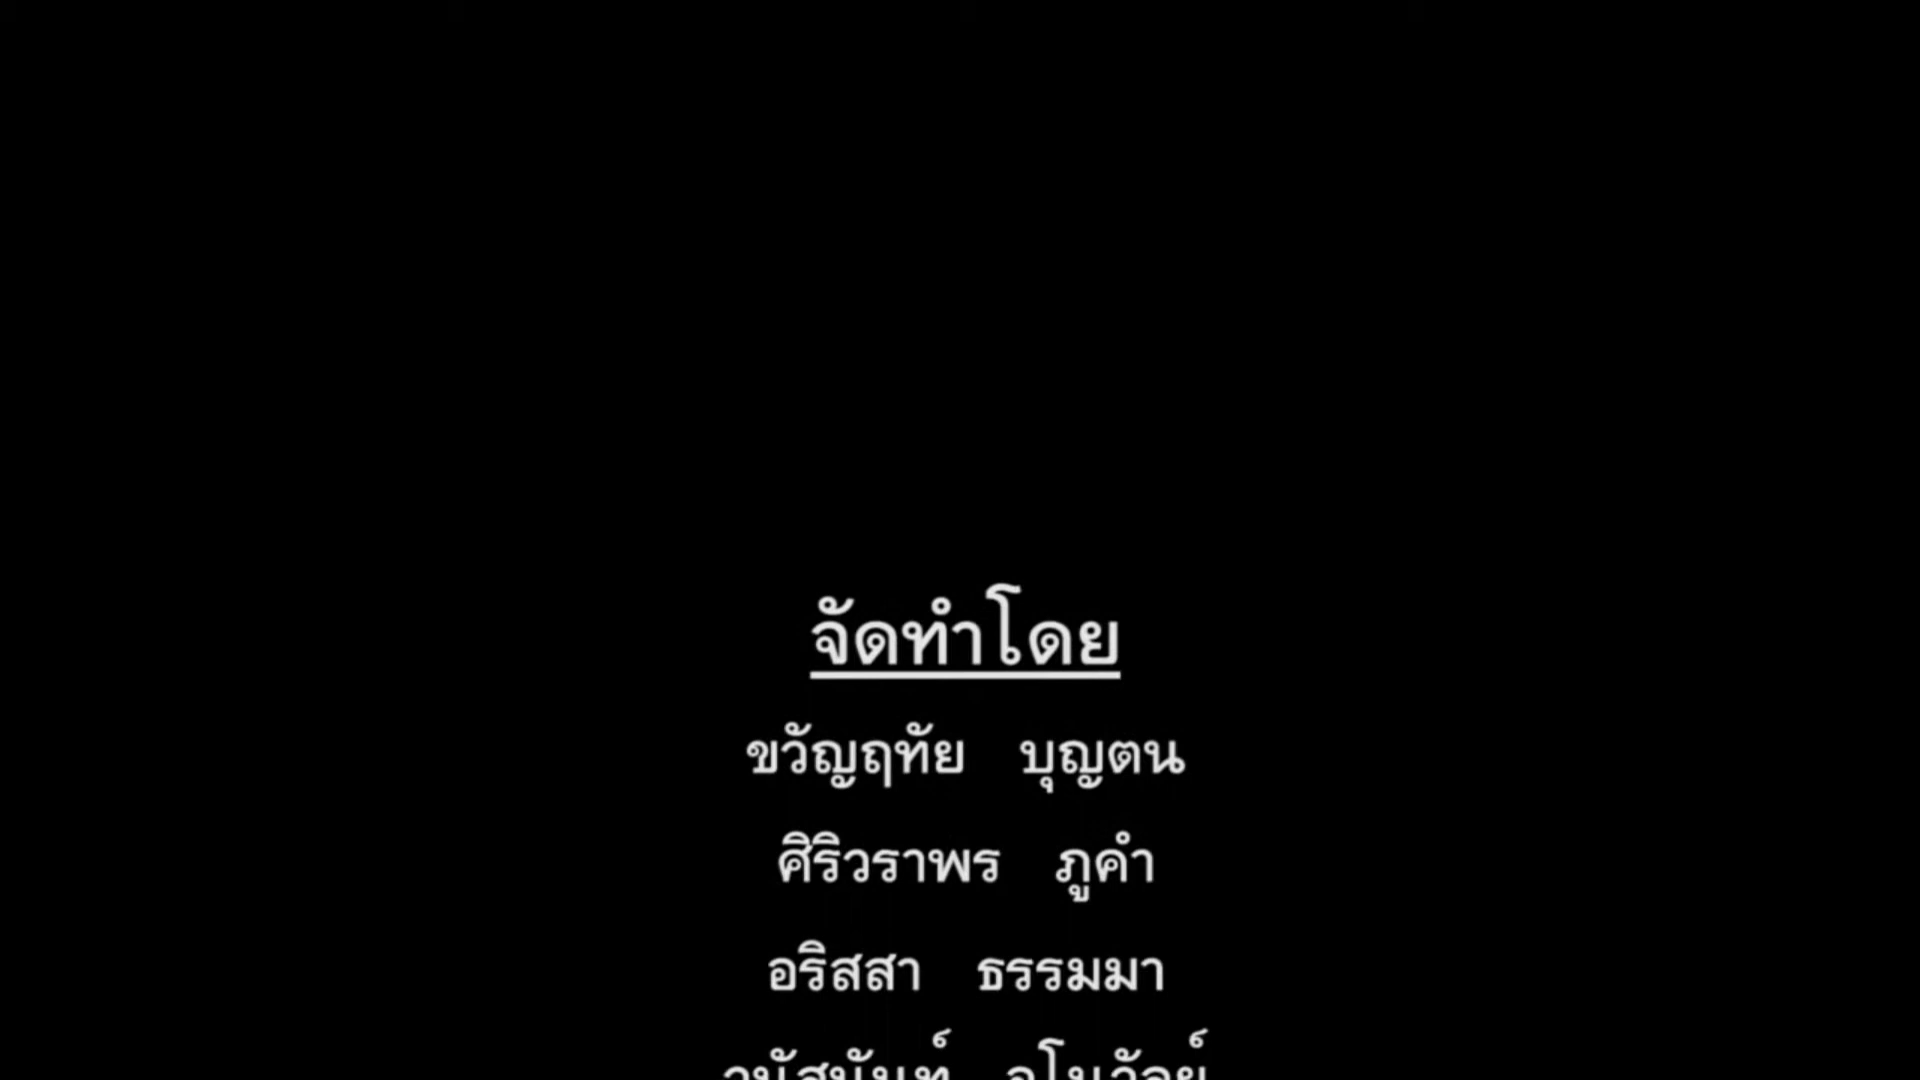 จัดทำโดย
ขวัญฤทัย บุญตน
ศิริวราพร ภูคำ
อริสสา ธรรมมา